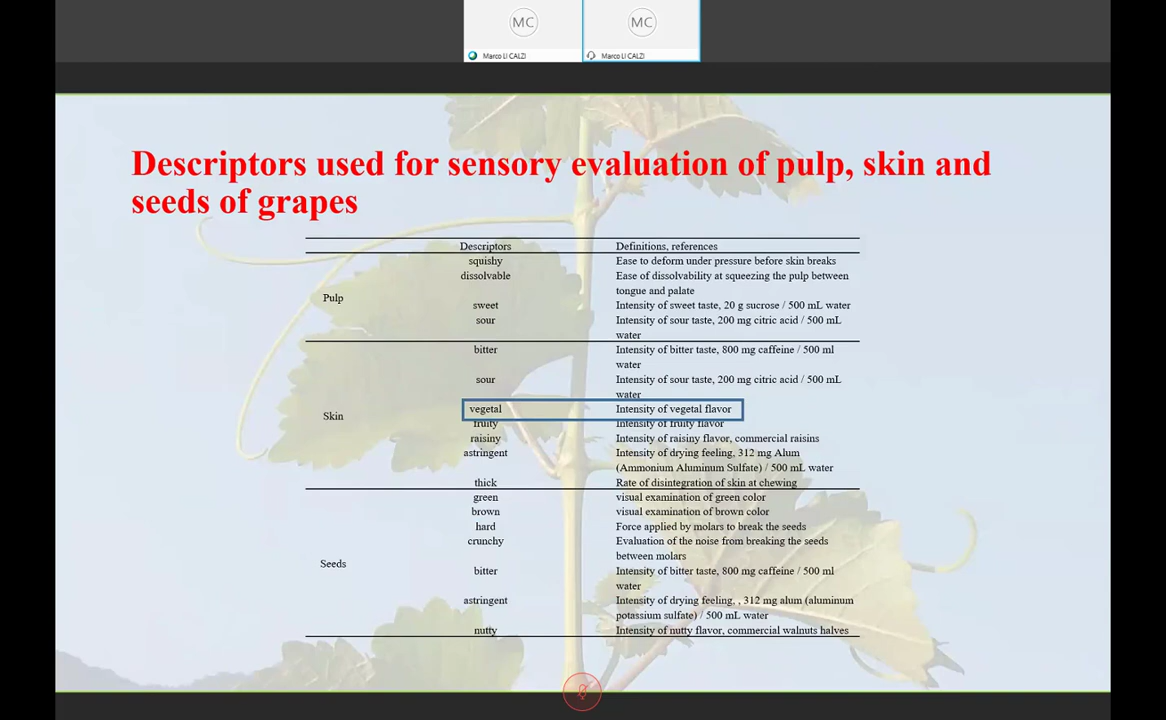 MC
MC
Marco LI CALZI
Marco LI CALZI
Descriptors used for sensory evaluation of pulp, skin and
seeds of grapes
Descriptors Definitions, references
squishy Ease to deform under pressure before skin breaks
dissolvable Ease of dissolvability at squeezing the pulp between
tongue and palate
Pulp
sweet Intensity of sweet taste, 20 g sucrose / 500 mL water
sour Intensity of sour taste, 200 mg citric acid / 500 mL
water
bitter Intensity of bitter taste, 800 mg caffeine / 500 ml
water
sour Intensity of sour taste, 200 mg citric acid / 500 mL
water
vegetal Intensity of vegetal flavor
Skin
fruity Intensity of fruity flavor
raisiny Intensity of raisiny flavor, commercial raisins
astringent Intensity of drying feeling, 312 mg Alum
(Ammonium Aluminum Sulfate) / 500 mL water
thick Rate of disintegration of skin at chewing
green visual examination of green color
brown visual examination of brown color
hard Force applied by molars to break the seeds
crunchy Evaluation of the noise from breaking the seeds
between molars
Seeds
bitter Intensity of bitter taste, 800 mg caffeine / 500 ml
water
astringent Intensity of drying feeling, , 312 mg alum (aluminum
potassium sulfate) / 500 mL water
nutty Intensity of nutty flavor, commercial walnuts halves